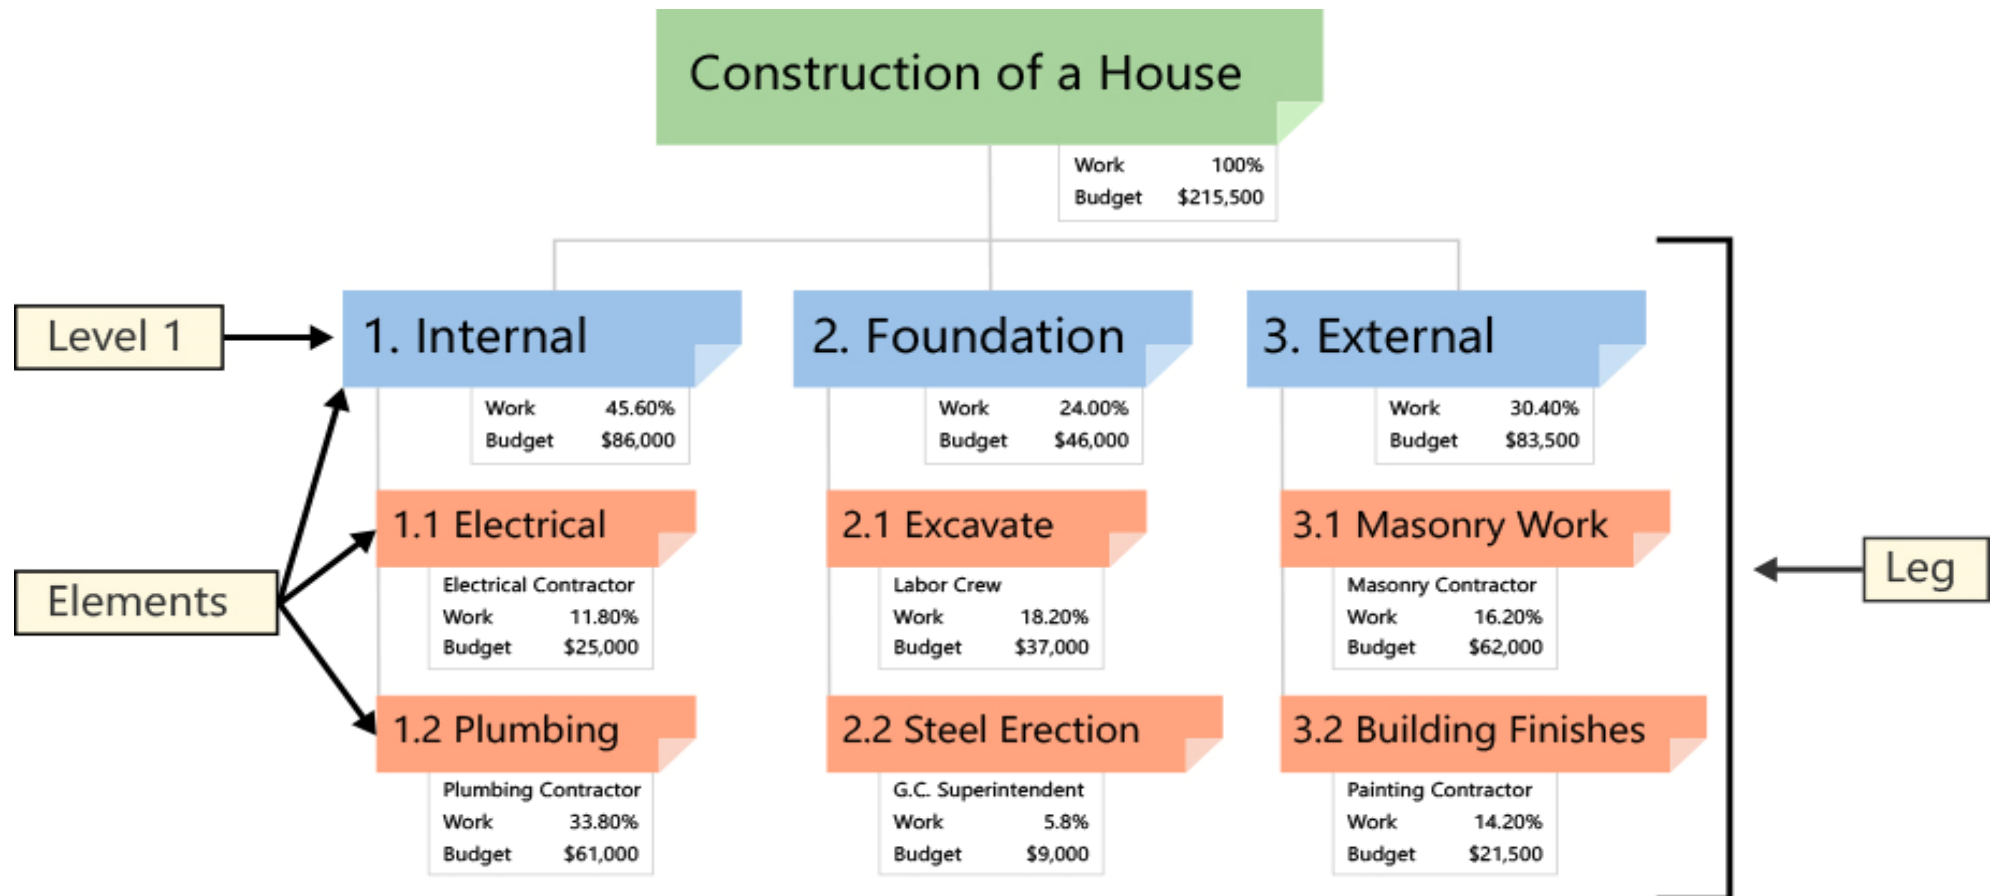 Construction of a House
Work 100%
Budget $215,500
Level 1
1. Internal
Work 45.60%
Budget $86,000
2. Foundation
Work 24.00%
Budget $46,000
3. External
Work 30.40%
Budget $83,500
Elements
1.1 Electrical
Electrical Contractor
Work 11.80%
Budget $25,000
2.1 Excavate
Labor Crew
Work 18.20%
Budget $37,000
3.1 Masonry Work
Masonry Contractor
Work 16.20%
Budget $62,000
Leg
1.2 Plumbing
Plumbing Contractor
Work 33.80%
Budget $61,000
2.2 Steel Erection
G.C. Superintendent
Work 5.8%
Budget $9,000
3.2 Building Finishes
Painting Contractor
Work 14.20%
Budget $21,500